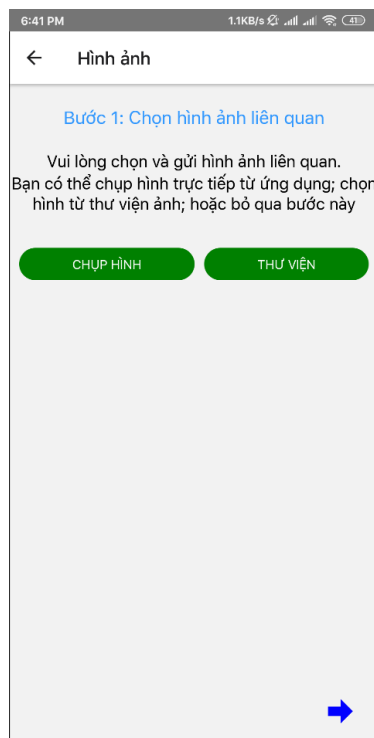 6:41 PM 1.1KB/s 41
Hình ảnh
Bước 1: Chọn hình ảnh liên quan
Vui lòng chọn và gửi hình ảnh liên quan.
Bạn có thể chụp hình trực tiếp từ ứng dụng; chọn
hình từ thư viện ảnh; hoặc bỏ qua bước này
CHỤP HÌNH THƯ VIỆN